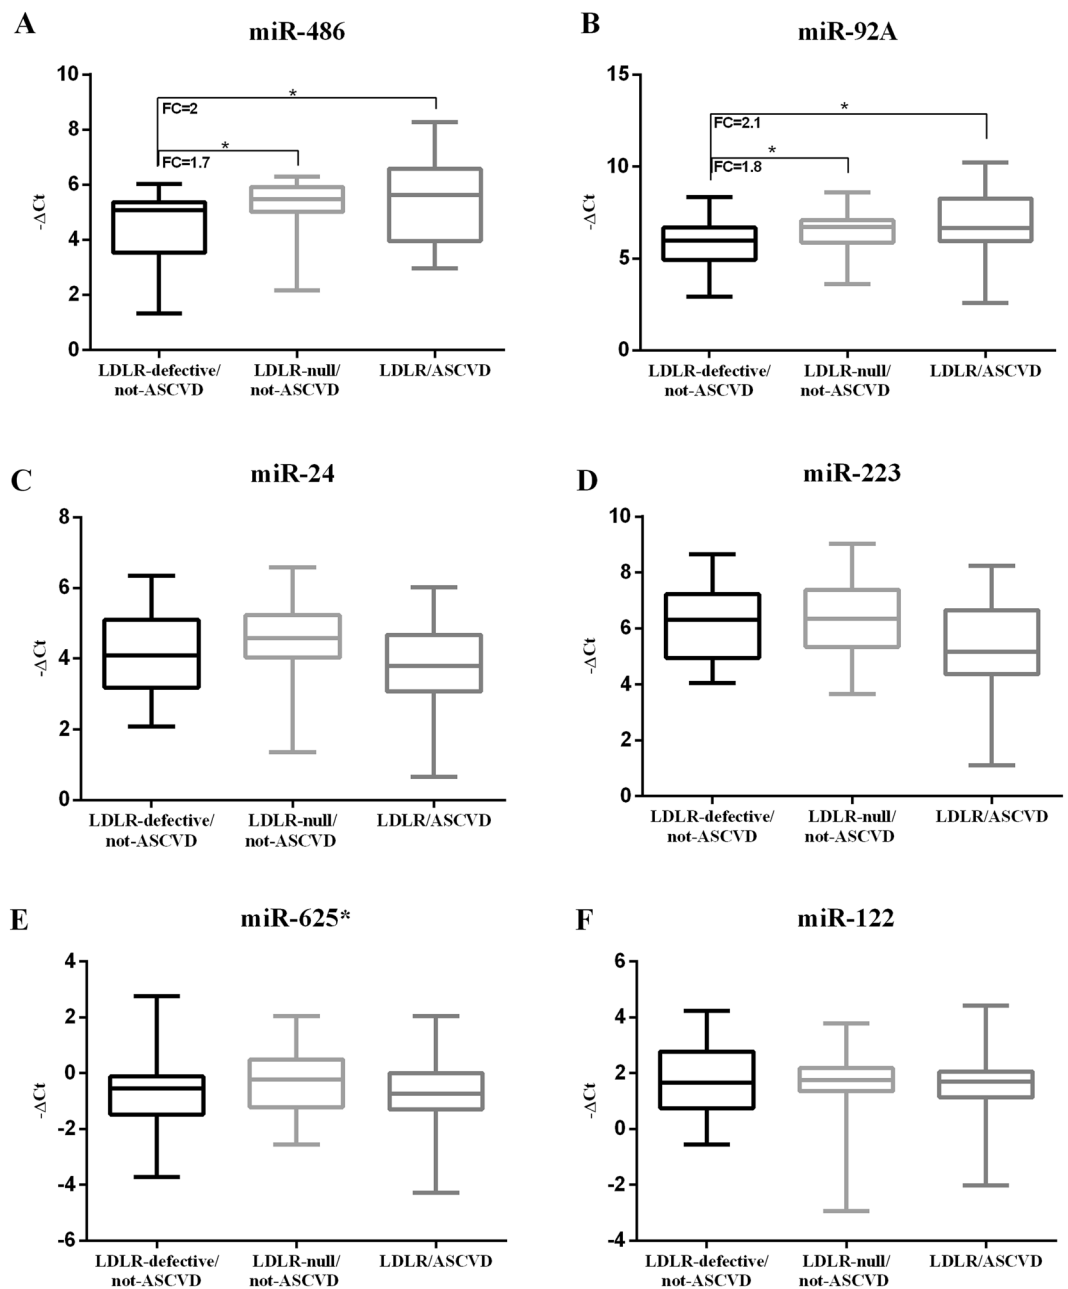 A
miR-486
10
8
6
4
2
0
-ΔCt
*
FC=2
*
FC=1.7
LDLR-defective/
not-ASCVD
LDLR-null/
not-ASCVD
LDLR/ASCVD
B
miR-92A
15
10
5
0
-ΔCt
*
FC=2.1
*
FC=1.8
LDLR-defective/
not-ASCVD
LDLR-null/
not-ASCVD
LDLR/ASCVD
C
miR-24
8
6
4
2
0
-ΔCt
LDLR-defective/
not-ASCVD
LDLR-null/
not-ASCVD
LDLR/ASCVD
D
miR-223
10
8
6
4
2
0
-ΔCt
LDLR-defective/
not-ASCVD
LDLR-null/
not-ASCVD
LDLR/ASCVD
E
miR-625*
4
2
0
-2
-4
-6
-ΔCt
LDLR-defective/
not-ASCVD
LDLR-null/
not-ASCVD
LDLR/ASCVD
F
miR-122
6
4
2
0
-2
-4
-ΔCt
LDLR-defective/
not-ASCVD
LDLR-null/
not-ASCVD
LDLR/ASCVD